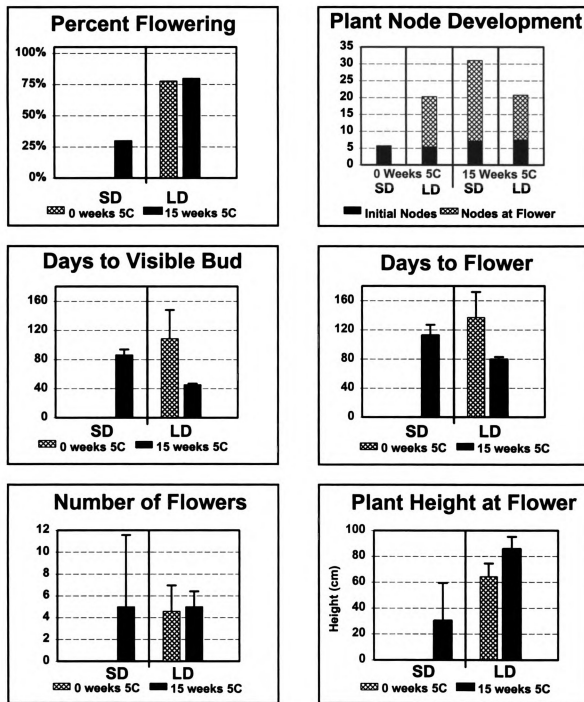 Percent Flowering
100%
75%
50%
25%
0%
SD LD
0 weeks 5C 15 weeks 5C
Plant Node Development
35
30
25
20
15
10
5
0
0 Weeks 5C 15 Weeks 5C
SD LD SD LD
Initial Nodes Nodes at Flower
Days to Visible Bud
160
120
80
40
0
SD LD
0 weeks 5C 15 weeks 5C
Days to Flower
160
120
80
40
0
SD LD
0 weeks 5C 15 weeks 5C
Number of Flowers
12
10
8
6
4
2
0
SD LD
0 weeks 5C 15 weeks 5C
Plant Height at Flower
Height (cm)
100
80
60
40
20
0
SD LD
0 weeks 5C 15 weeks 5C